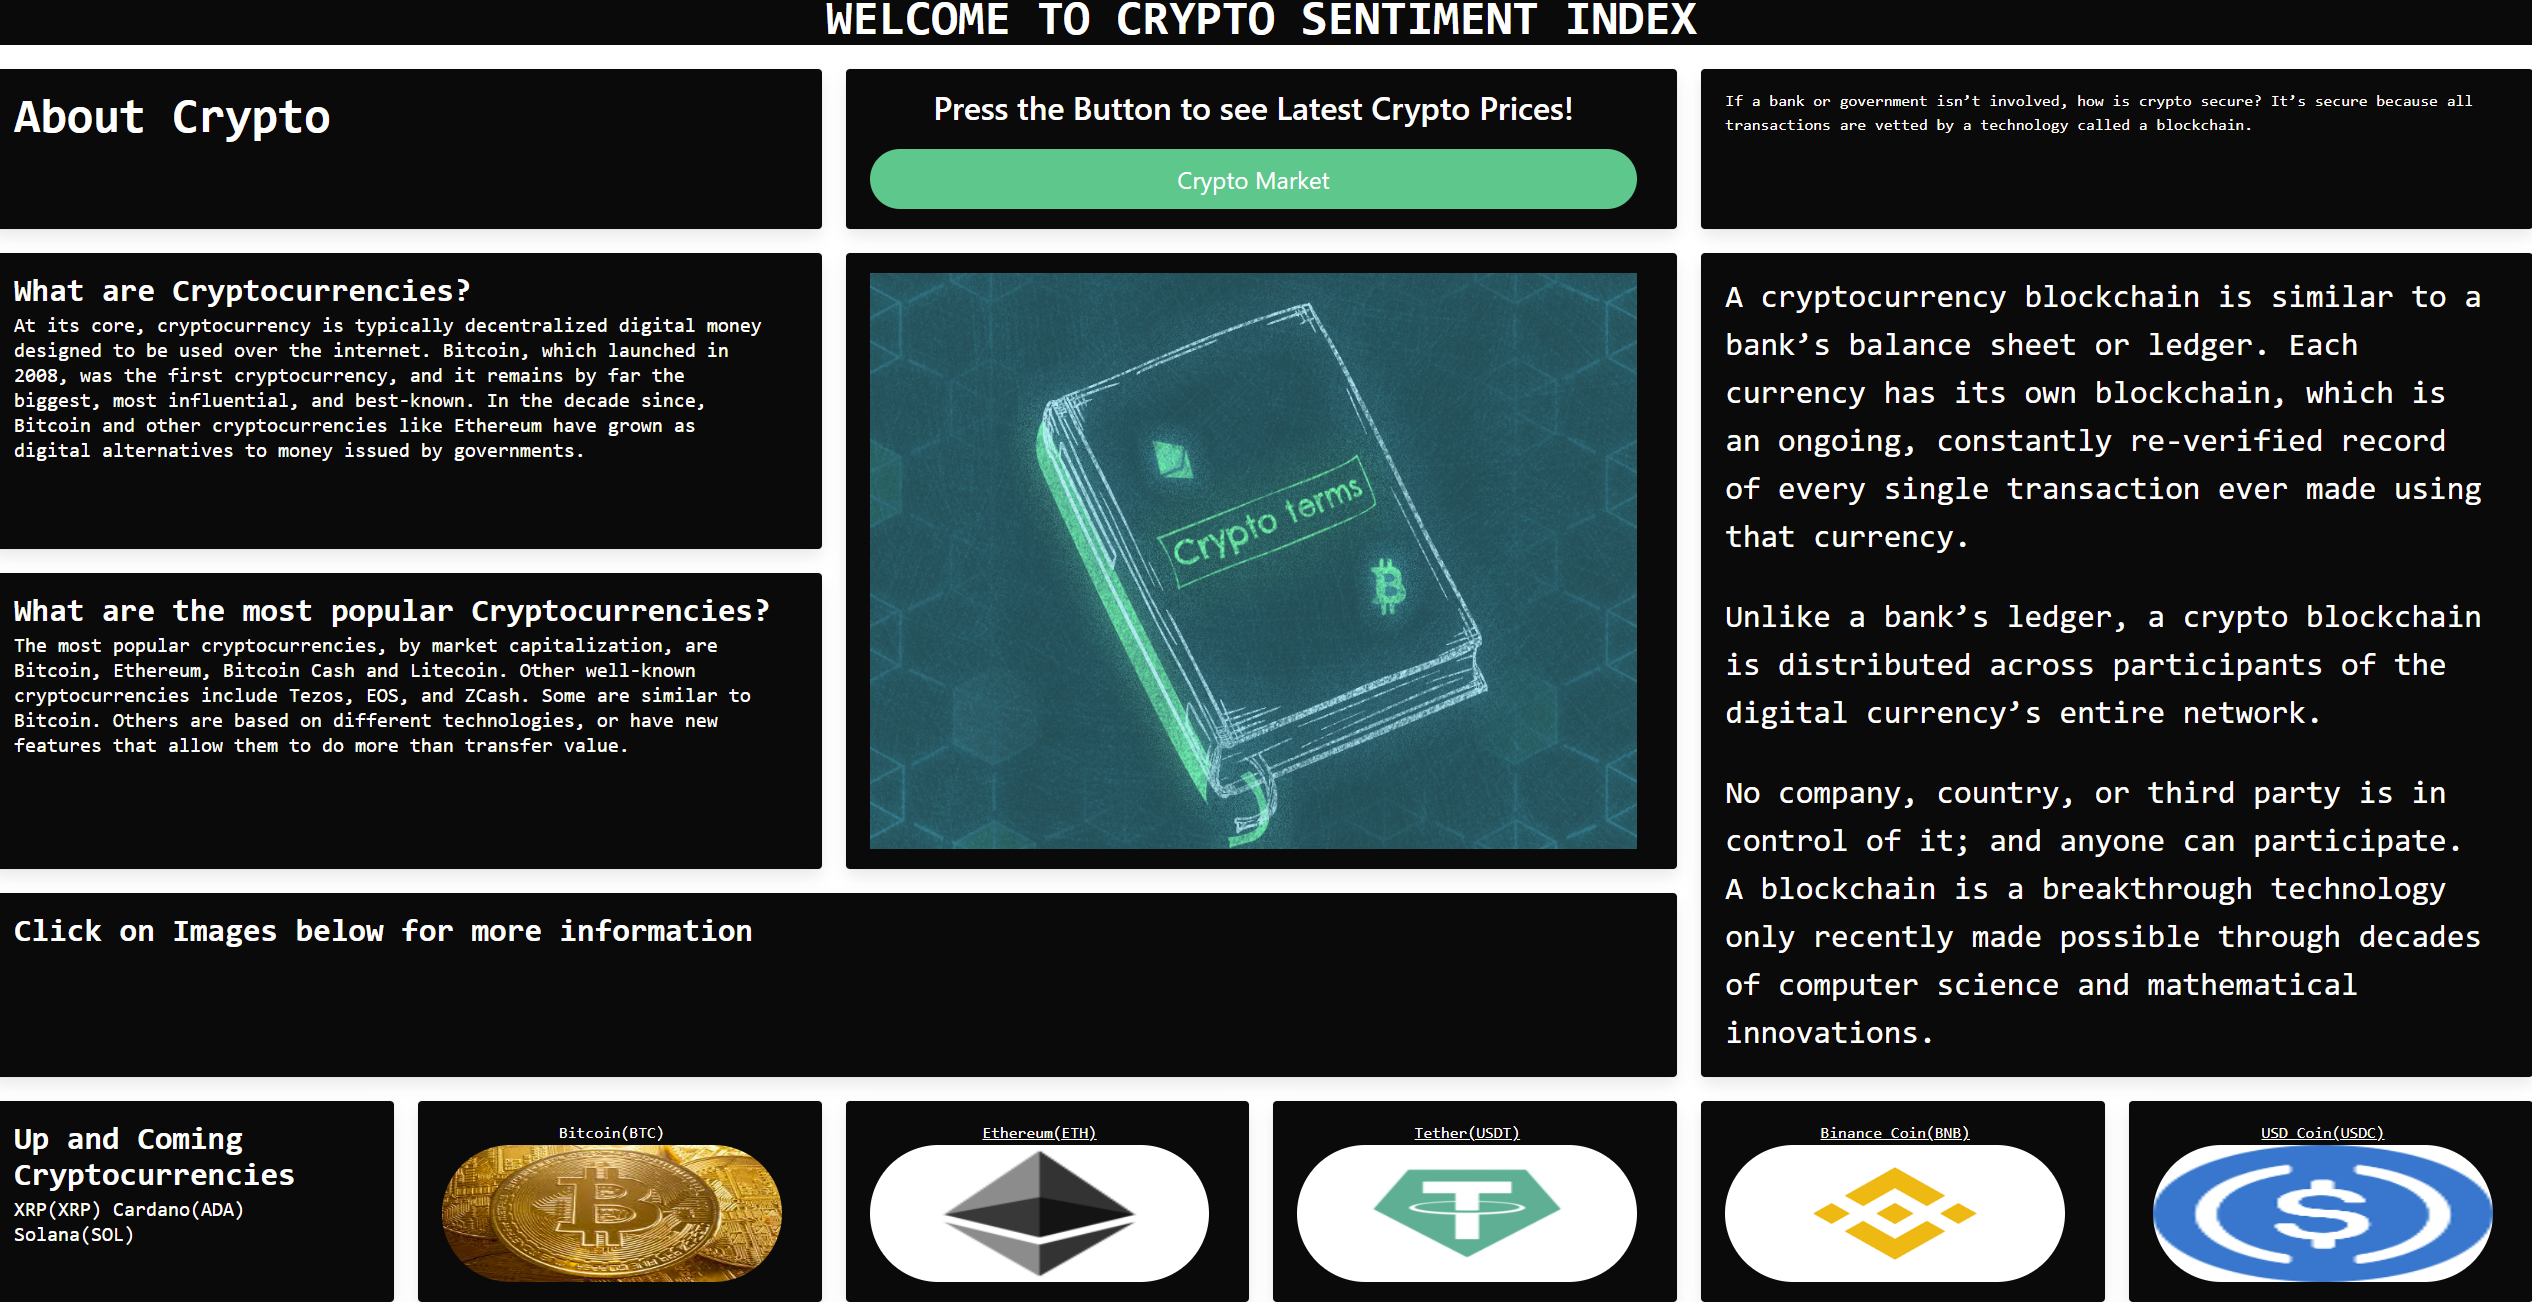 WELCOME TO CRYPTO SENTIMENT INDEX
About Crypto
Press the Button to see Latest Crypto Prices!
Crypto Market
If a bank or government isn’t involved, how is crypto secure? It’s secure because all
transactions are vetted by a technology called a blockchain.
What are Cryptocurrencies?
At its core, cryptocurrency is typically decentralized digital money
designed to be used over the internet. Bitcoin, which launched in
2008, was the first cryptocurrency, and it remains by far the
biggest, most influential, and best-known. In the decade since,
Bitcoin and other cryptocurrencies like Ethereum have grown as
digital alternatives to money issued by governments.
What are the most popular Cryptocurrencies?
The most popular cryptocurrencies, by market capitalization, are
Bitcoin, Ethereum, Bitcoin Cash and Litecoin. Other well-known
cryptocurrencies include Tezos, EOS, and ZCash. Some are similar to
Bitcoin. Others are based on different technologies, or have new
features that allow them to do more than transfer value.
Crypto terms
A cryptocurrency blockchain is similar to a
bank’s balance sheet or ledger. Each
currency has its own blockchain, which is
an ongoing, constantly re-verified record
of every single transaction ever made using
that currency.
Unlike a bank’s ledger, a crypto blockchain
is distributed across participants of the
digital currency’s entire network.
No company, country, or third party is in
control of it; and anyone can participate.
A blockchain is a breakthrough technology
only recently made possible through decades
of computer science and mathematical
innovations.
Click on Images below for more information
Up and Coming
Cryptocurrencies
XRP(XRP) Cardano(ADA)
Solana(SOL)
Bitcoin(BTC)
Ethereum(ETH)
Tether(USDT)
Binance Coin(BNB)
USD Coin(USDC)